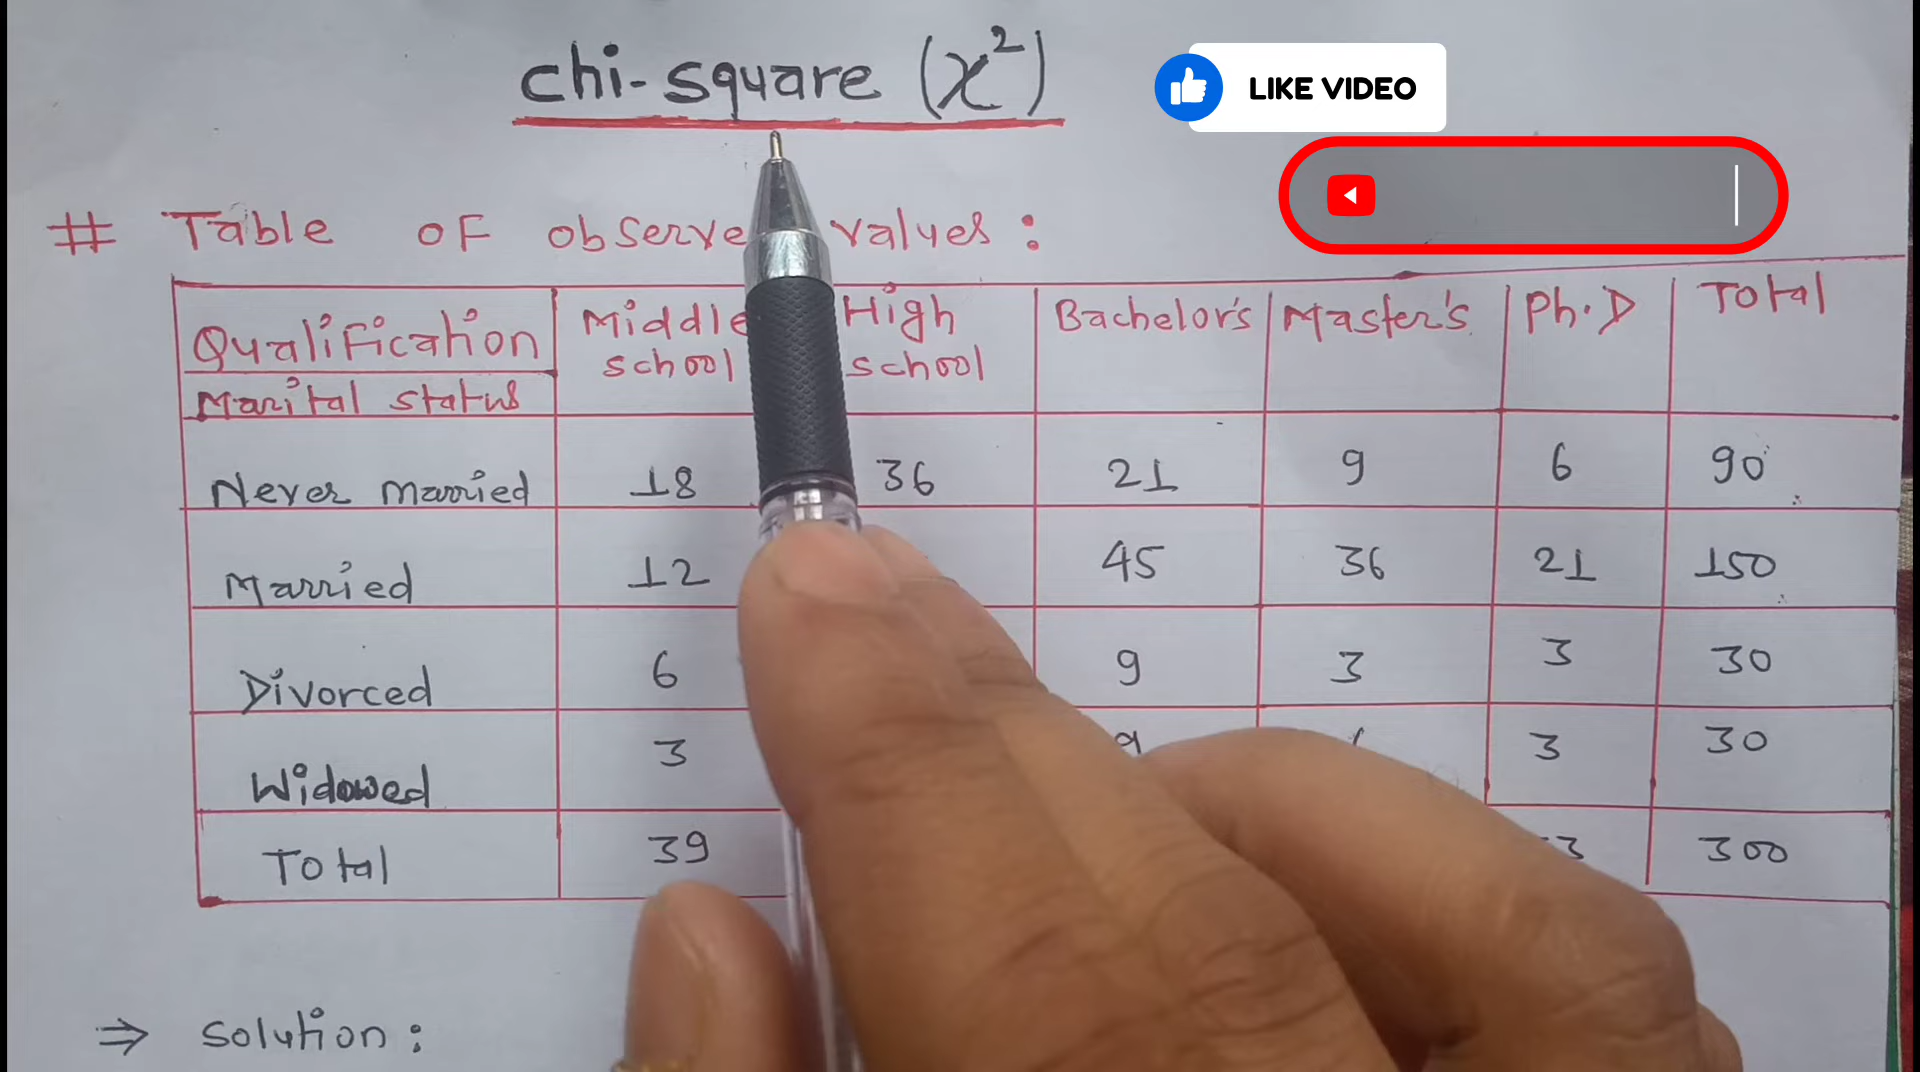 chi-square (χ²)
LIKE VIDEO
# Table of observe values :
Qualification Middle school High school Bachelor's Master's Ph.D Total
Marital status
Never married 18 36 21 9 6 90
Married 12 45 36 21 150
Divorced 6 9 3 3 30
Widowed 3 3 30
Total 39 300
⇒ solution :